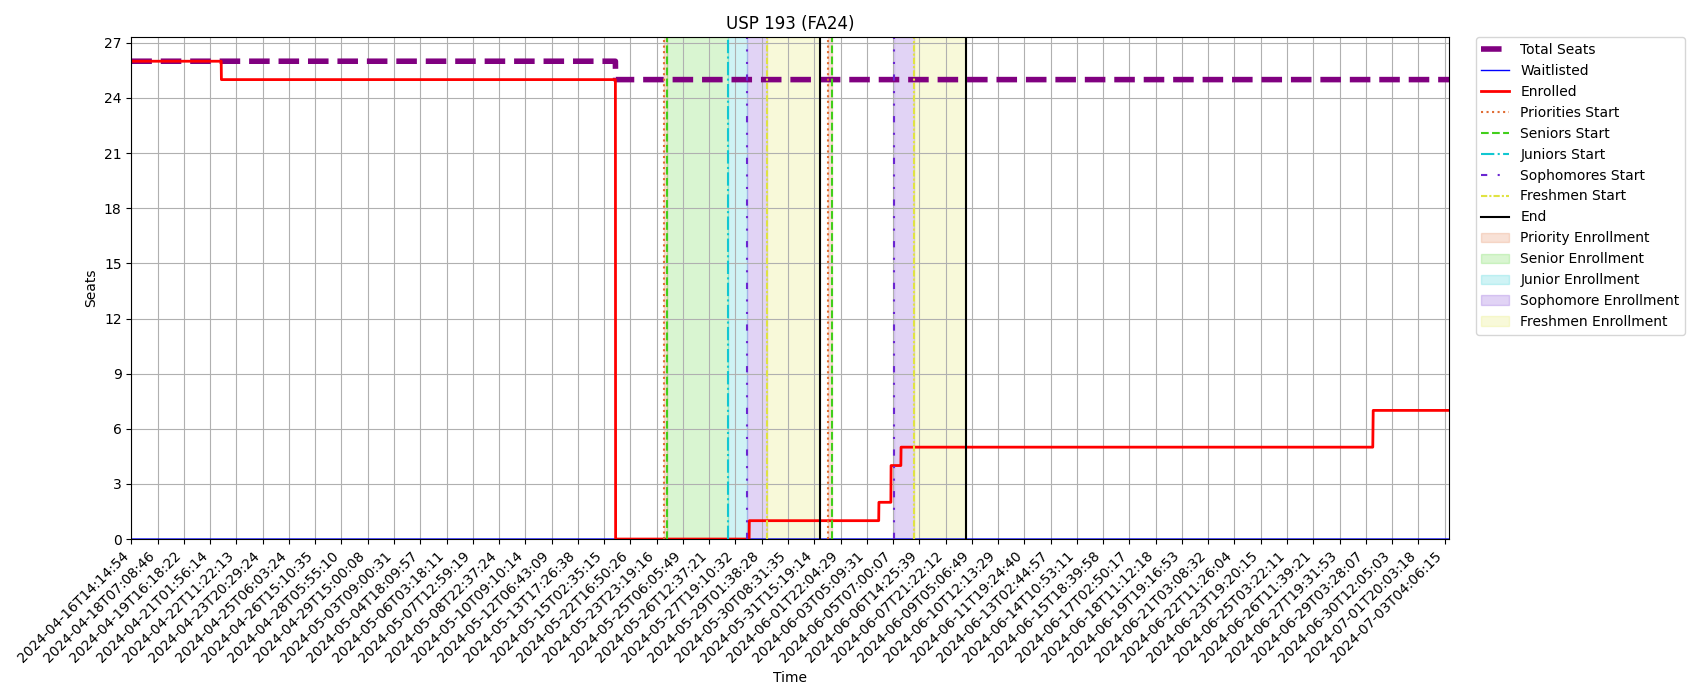 USP 193 (FA24)
27
24
21
18
15
12
9
6
3
0
Seats
2024-04-16T14:14:54
2024-04-18T07:08:46
2024-04-19T16:18:22
2024-04-21T01:56:14
2024-04-22T11:22:13
2024-04-23T20:29:24
2024-04-25T06:03:24
2024-04-26T15:10:35
2024-04-28T05:55:10
2024-04-29T15:00:08
2024-05-03T09:00:31
2024-05-04T18:09:57
2024-05-06T03:18:11
2024-05-07T12:59:19
2024-05-08T22:37:24
2024-05-10T09:10:14
2024-05-12T06:43:09
2024-05-13T17:26:38
2024-05-15T02:35:15
2024-05-22T16:50:26
2024-05-23T23:19:16
2024-05-25T06:05:49
2024-05-26T12:37:21
2024-05-27T19:10:32
2024-05-29T01:38:28
2024-05-30T08:31:35
2024-05-31T15:19:14
2024-06-01T22:04:29
2024-06-03T05:09:31
2024-06-05T07:00:07
2024-06-06T14:25:39
2024-06-07T21:22:12
2024-06-09T05:06:49
2024-06-10T12:13:29
2024-06-11T19:24:40
2024-06-13T02:44:57
2024-06-14T10:53:11
2024-06-15T18:39:58
2024-06-17T02:50:17
2024-06-18T11:12:18
2024-06-19T19:16:53
2024-06-21T03:08:32
2024-06-22T11:26:04
2024-06-23T19:20:15
2024-06-25T03:22:11
2024-06-26T11:39:21
2024-06-27T19:31:53
2024-06-29T03:28:07
2024-06-30T12:05:03
2024-07-01T20:03:18
2024-07-03T04:06:15
Time
Total Seats
Waitlisted
Enrolled
Priorities Start
Seniors Start
Juniors Start
Sophomores Start
Freshmen Start
End
Priority Enrollment
Senior Enrollment
Junior Enrollment
Sophomore Enrollment
Freshmen Enrollment